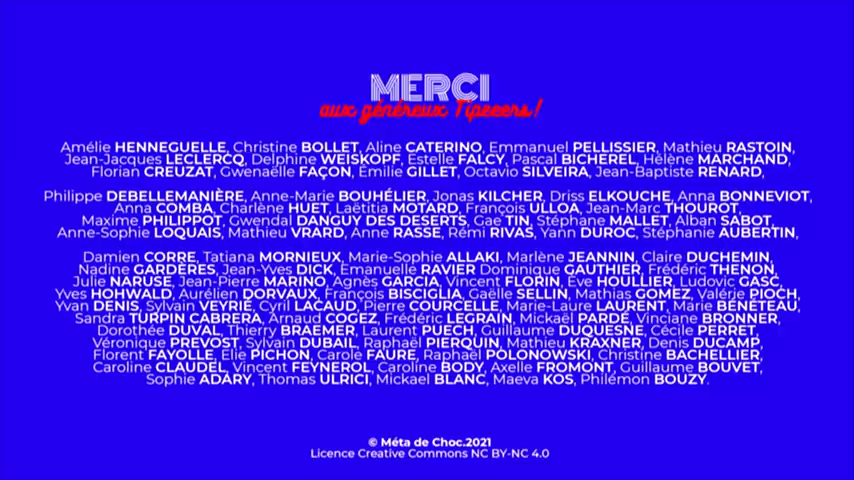 MERCI
aux généreux Tipeeers !
Amélie HENNEGUELLE, Christine BOLLET, Aline CATERINO, Emmanuel PELLISSIER, Mathieu RASTOIN,
Jean-Jacques LECLERCQ, Delphine WEISKOPF, Estelle FALCY, Pascal BICHEREL, Hélène MARCHAND,
Florian CREUZAT, Gwenaëlle FAÇON, Émilie GILLET, Octavio SILVEIRA, Jean-Baptiste RENARD,
Philippe DEBELLEMANIÈRE, Anne-Marie BOUHÉLIER, Jonas KILCHER, Driss ELKOUCHE, Anna BONNEVIOT,
Anna COMBA, Charlène HUET, Laëtitia MOTARD, François ULLOA, Jean-Marc THOUROT,
Maxime PHILIPPOT, Gwendal DANGUY DES DESERTS, Gae TIN, Stéphane MALLET, Alban SABOT,
Anne-Sophie LOQUAIS, Mathieu VRARD, Anne RASSE, Rémi RIVAS, Yann DUROC, Stéphanie AUBERTIN,
Damien CORRE, Tatiana MORNIEUX, Marie-Sophie ALLAKI, Marlène JEANNIN, Claire DUCHEMIN,
Nadine GARDÈRES, Jean-Yves DICK, Emanuelle RAVIER Dominique GAUTHIER, Frédéric THENON,
Julie NARUSE, Jean-Pierre MARINO, Agnès GARCIA, Vincent FLORIN, Ève HOULLIER, Ludovic GASC,
Yves HOHWALD, Aurélien DORVAUX, François BISCIGLIA, Gaëlle SELLIN, Mathias GOMEZ, Valérie PIOCH,
Yvan DENIS, Sylvain VEYRIÉ, Cyril LACAUD, Pierre COURCELLE, Marie-Laure LAURENT, Marie BENETEAU,
Sandra TURPIN CABRERA, Arnaud COGEZ, Frédéric LEGRAIN, Mickaël PARDÉ, Vinciane BRONNER,
Dorothée DUVAL, Thierry BRAEMER, Laurent PUECH, Guillaume DUQUESNE, Cécile PERRET,
Véronique PREVOST, Sylvain DUBAIL, Raphaël PIERQUIN, Mathieu KRAXNER, Denis DUCAMP,
Florent FAYOLLE, Élie PICHON, Carole FAURE, Raphaël POLONOWSKI, Christine BACHELLIER,
Caroline CLAUDEL, Vincent FEYNEROL, Caroline BODY, Axelle FROMONT, Guillaume BOUVET,
Sophie ADARY, Thomas ULRICI, Mickael BLANC, Maeva KOS, Philémon BOUZY.
© Méta de Choc.2021
Licence Creative Commons NC BY-NC 4.0